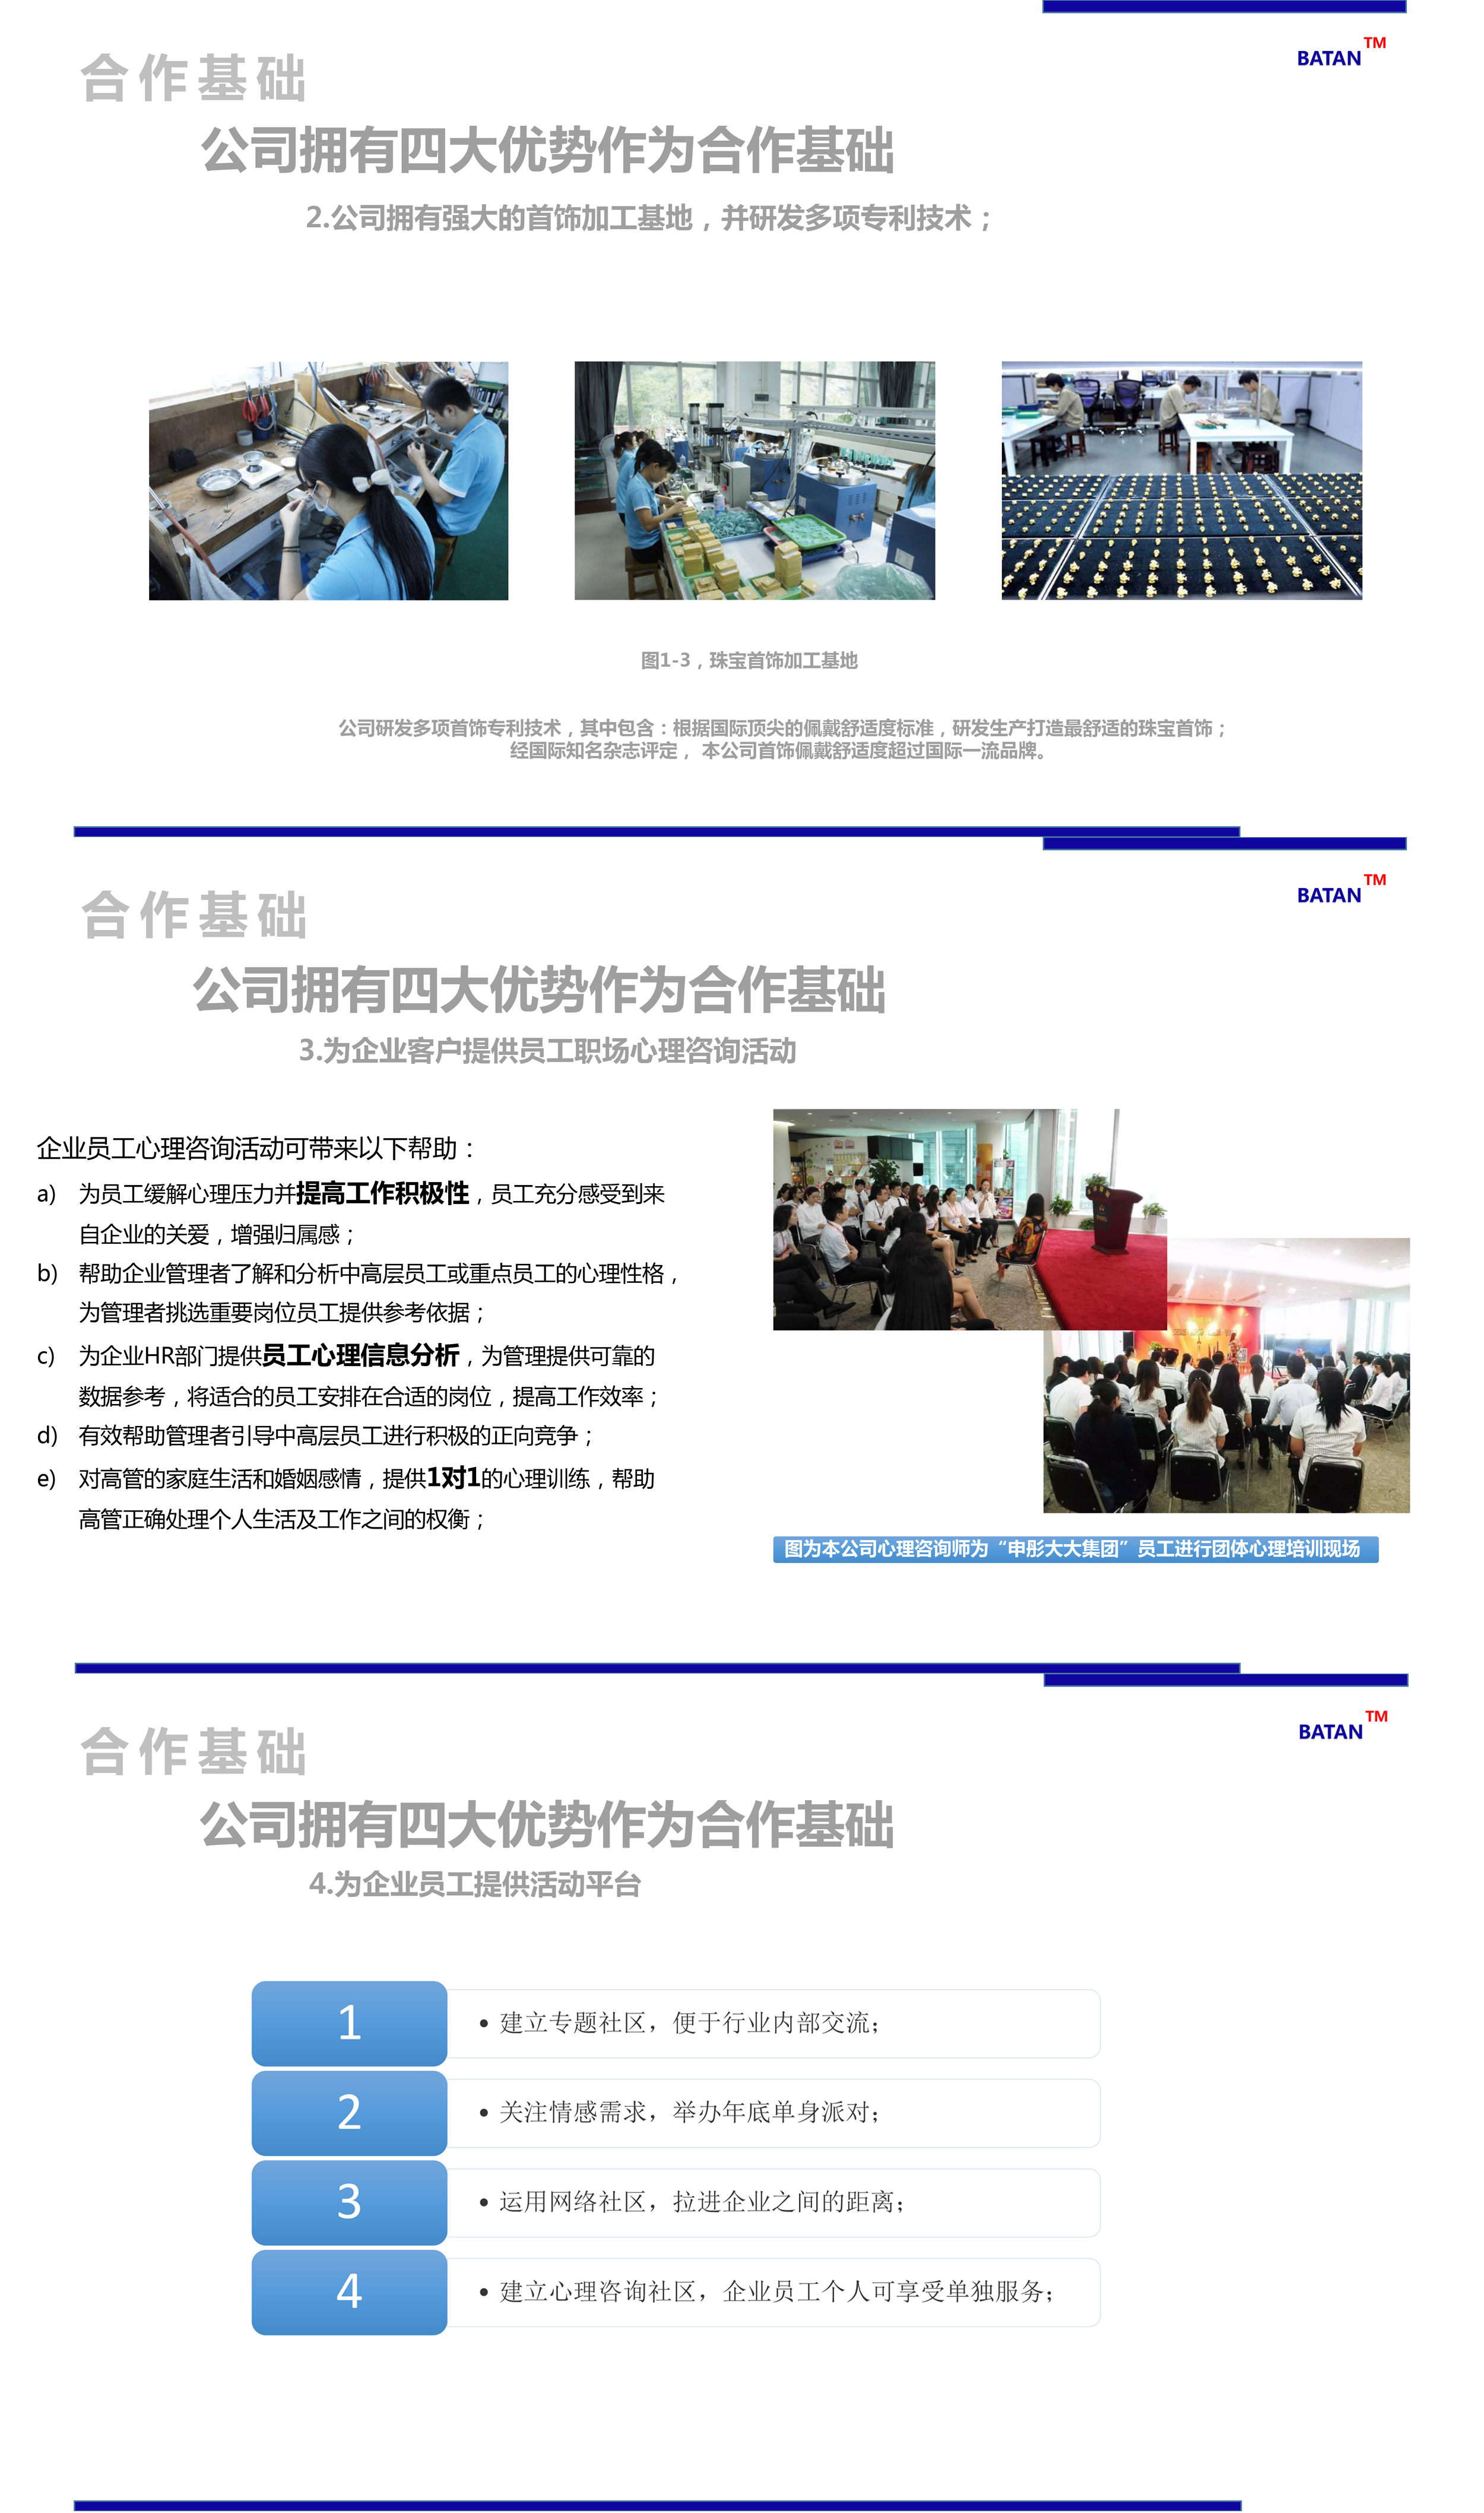 BATAN TM
合作基础
公司拥有四大优势作为合作基础
2.公司拥有强大的首饰加工基地，并研发多项专利技术；
图1-3，珠宝首饰加工基地
公司研发多项首饰专利技术，其中包含：根据国际顶尖的佩戴舒适度标准，研发生产打造最舒适的珠宝首饰；
经国际知名杂志评定， 本公司首饰佩戴舒适度超过国际一流品牌。
BATAN TM
合作基础
公司拥有四大优势作为合作基础
3.为企业客户提供员工职场心理咨询活动
企业员工心理咨询活动可带来以下帮助：
a) 为员工缓解心理压力并提高工作积极性，员工充分感受到来
自企业的关爱，增强归属感；
b) 帮助企业管理者了解和分析中高层员工或重点员工的心理性格，
为管理者挑选重要岗位员工提供参考依据；
c) 为企业HR部门提供员工心理信息分析，为管理提供可靠的
数据参考，将适合的员工安排在合适的岗位，提高工作效率；
d) 有效帮助管理者引导中高层员工进行积极的正向竞争；
e) 对高管的家庭生活和婚姻感情，提供1对1的心理训练，帮助
高管正确处理个人生活及工作之间的权衡；
图为本公司心理咨询师为“申彤大大集团”员工进行团体心理培训现场
BATAN TM
合作基础
公司拥有四大优势作为合作基础
4.为企业员工提供活动平台
1 • 建立专题社区，便于行业内部交流；
2 • 关注情感需求，举办年底单身派对；
3 • 运用网络社区，拉进企业之间的距离；
4 • 建立心理咨询社区，企业员工个人可享受单独服务；